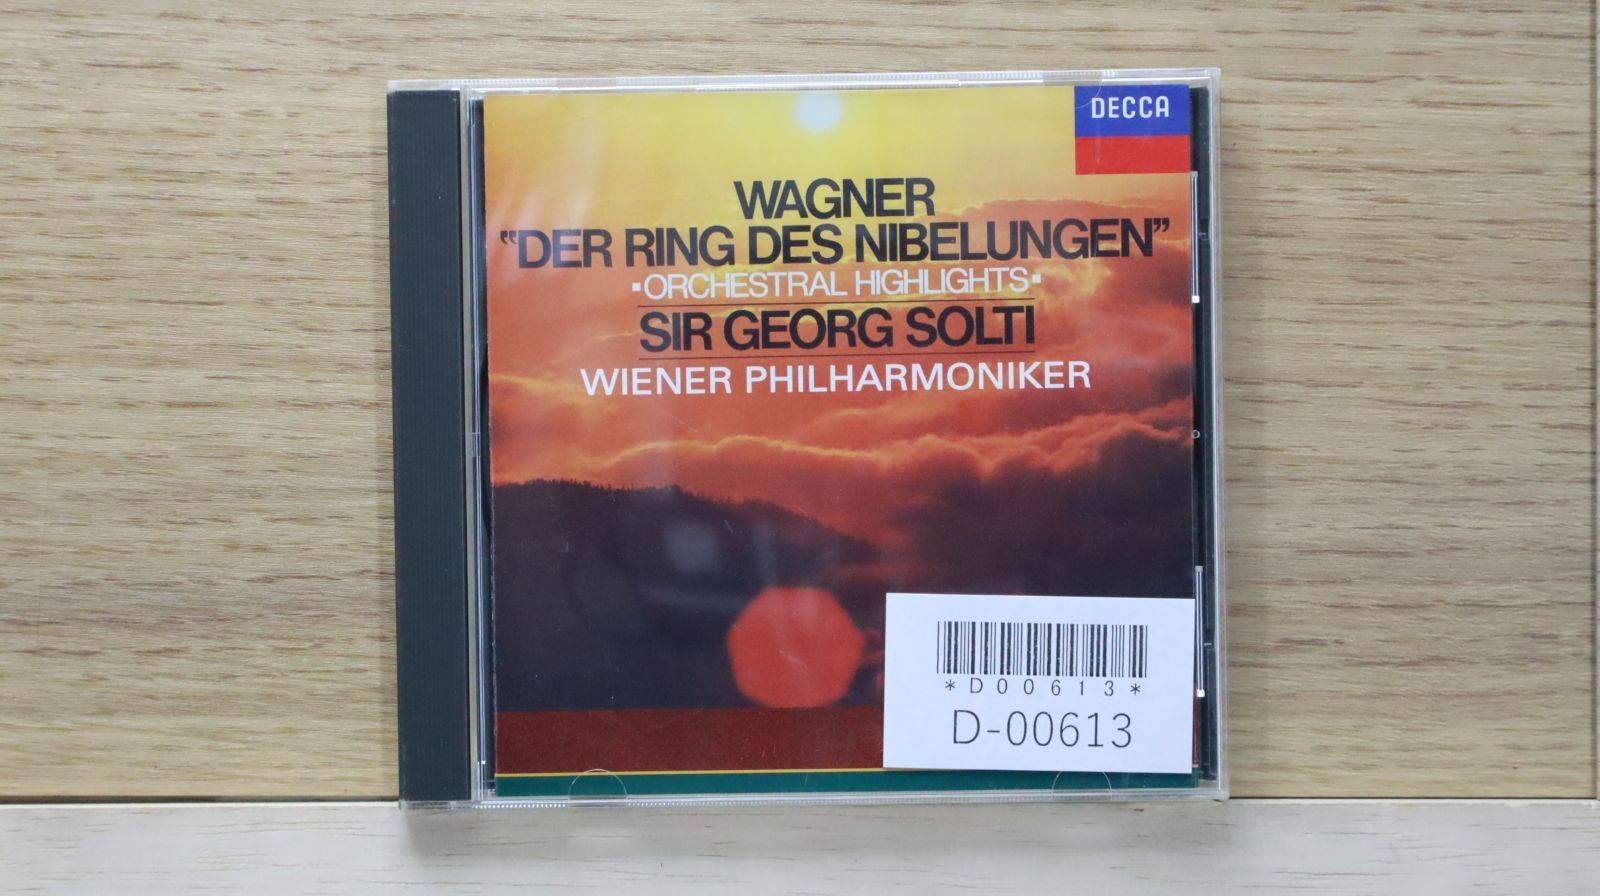 DECCA
WAGNER
“DER RING DES NIBELUNGEN”
▪ORCHESTRAL HIGHLIGHTS▪
SIR GEORG SOLTI
WIENER PHILHARMONIKER
*D00613*
D-00613